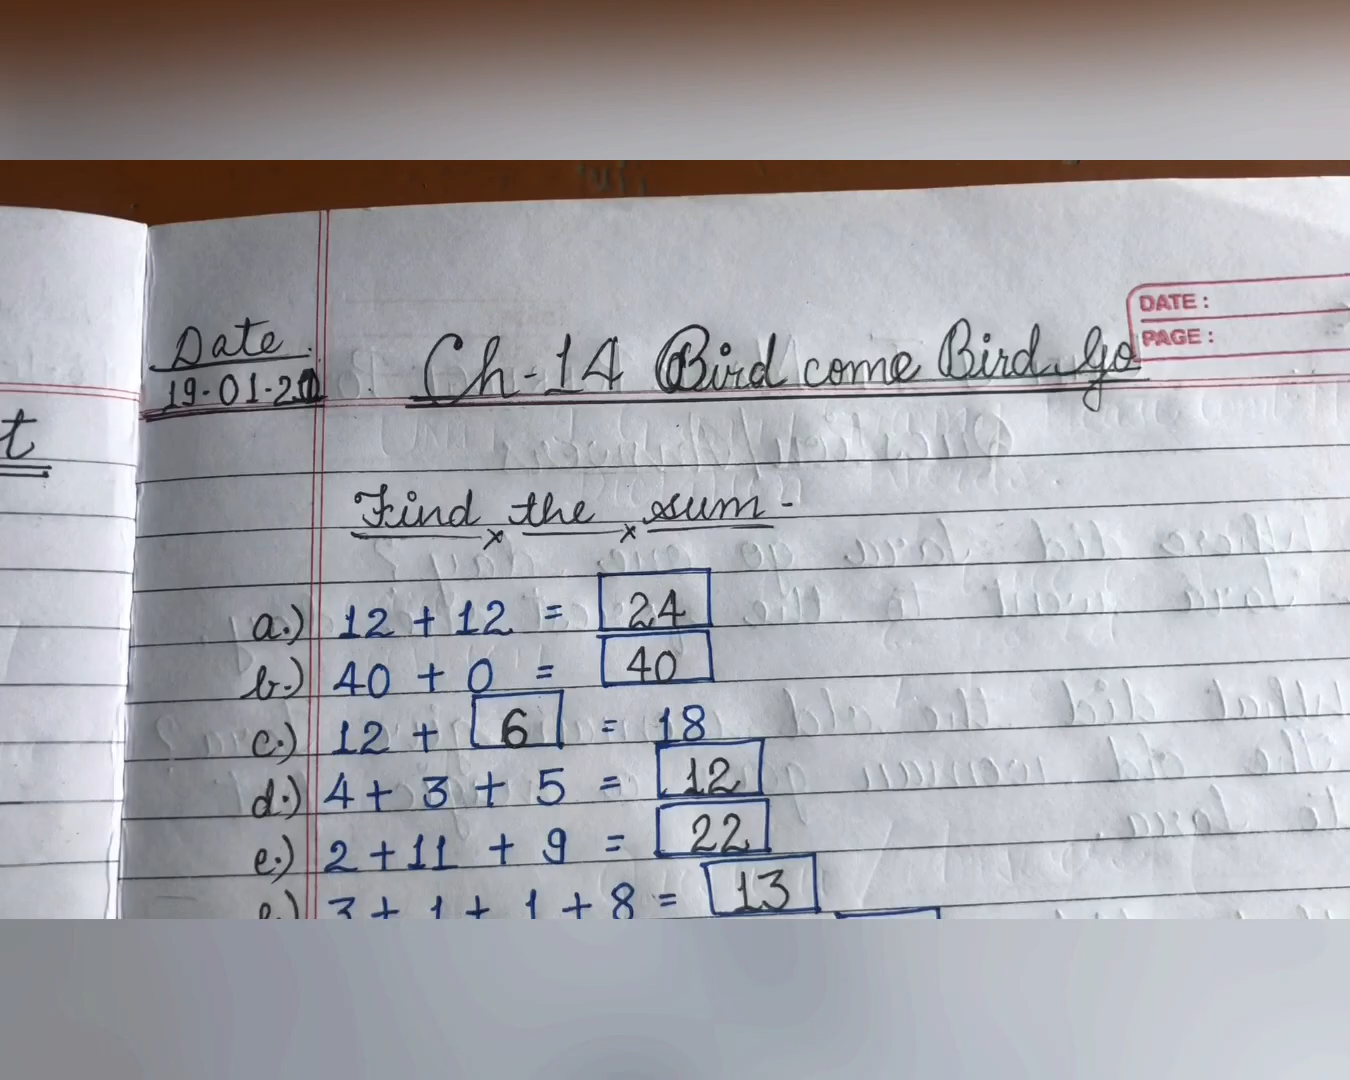 t
DATE :
PAGE :
Date
19-01-2
Ch-14 Bird come Bird Go
Find the sum -
a.) 12 + 12 = 24
b.) 40 + 0 = 40
c.) 12 + 6 = 18
d.) 4 + 3 + 5 = 12
e.) 2 + 11 + 9 = 22
3 + 1 + 1 + 8 = 13